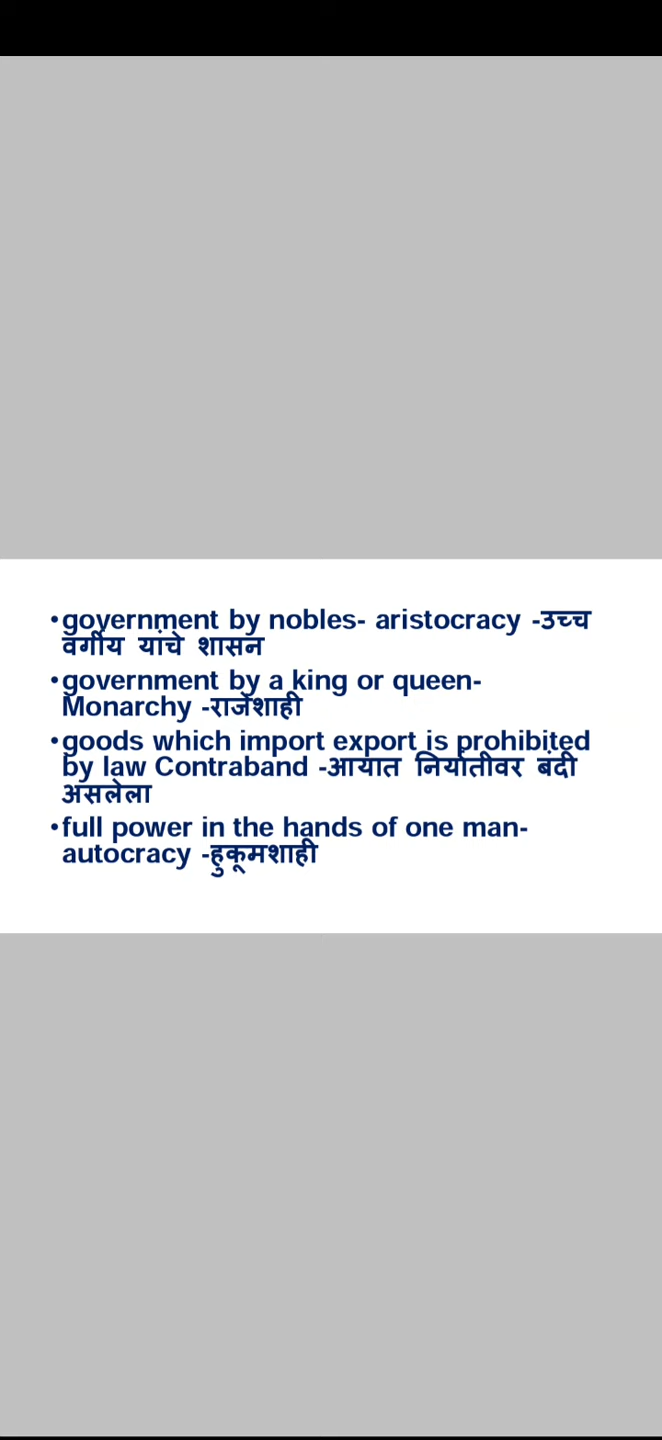 •government by nobles- aristocracy -उच्च
वर्गीय यांचे शासन
•government by a king or queen-
Monarchy -राजेशाही
•goods which import export is prohibited
by law Contraband -आयात निर्यातीवर बंदी
असलेला
•full power in the hands of one man-
autocracy -हुकूमशाही